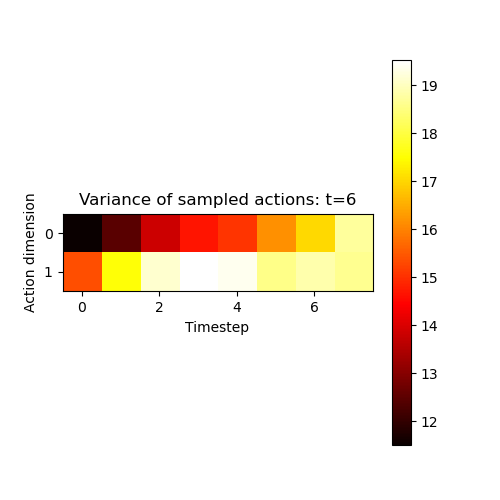 Variance of sampled actions: t=6
Action dimension
0
1
0 2 4 6
Timestep
19
18
17
16
15
14
13
12